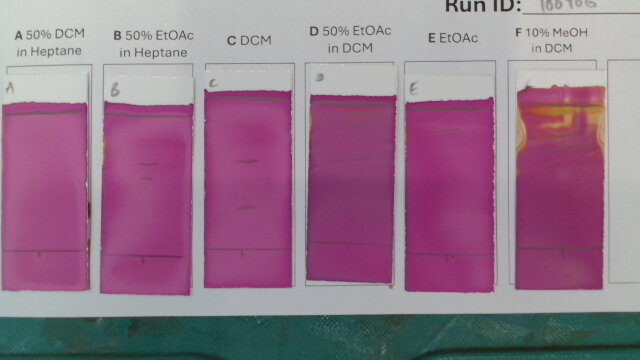 Run ID:
A 50% DCM
in Heptane
B 50% EtOAc
in Heptane
C DCM
D 50% EtOAc
in DCM
E EtOAc
F 10% MeOH
in DCM
A
B
C
D
E